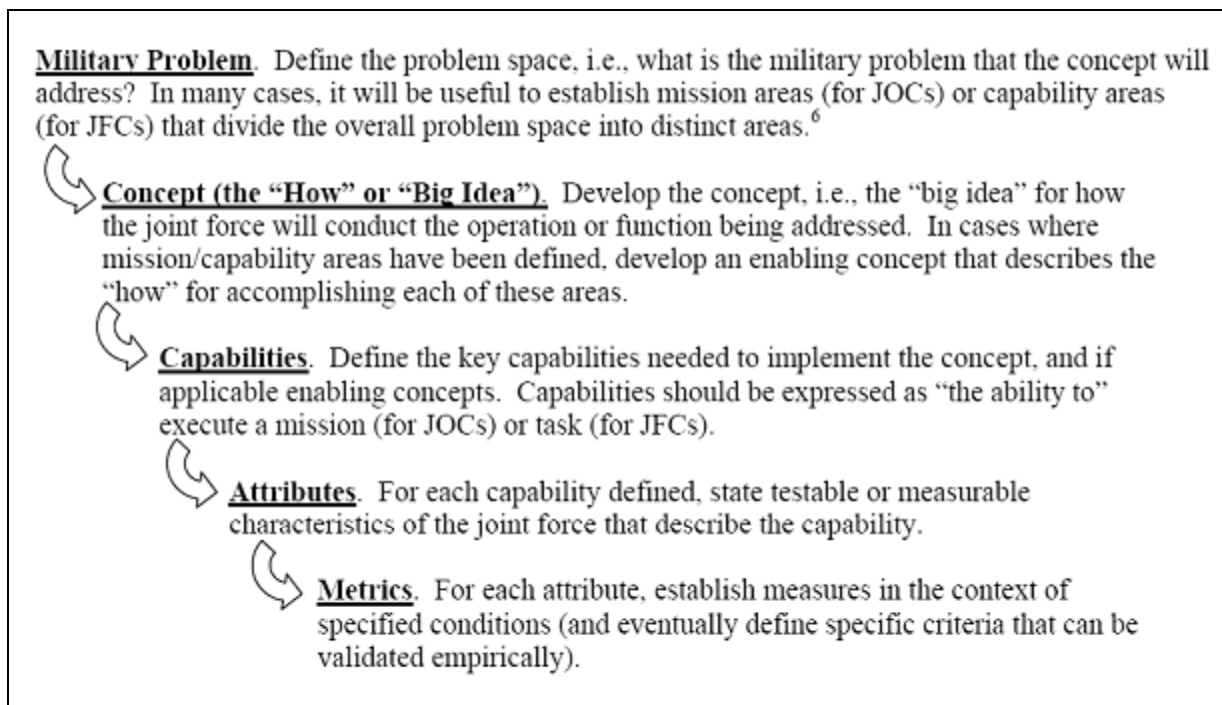 Military Problem. Define the problem space, i.e., what is the military problem that the concept will
address? In many cases, it will be useful to establish mission areas (for JOCs) or capability areas
(for JFCs) that divide the overall problem space into distinct areas.6
Concept (the “How” or “Big Idea”). Develop the concept, i.e., the “big idea” for how
the joint force will conduct the operation or function being addressed. In cases where
mission/capability areas have been defined, develop an enabling concept that describes the
“how” for accomplishing each of these areas.
Capabilities. Define the key capabilities needed to implement the concept, and if
applicable enabling concepts. Capabilities should be expressed as “the ability to”
execute a mission (for JOCs) or task (for JFCs).
Attributes. For each capability defined, state testable or measurable
characteristics of the joint force that describe the capability.
Metrics. For each attribute, establish measures in the context of
specified conditions (and eventually define specific criteria that can be
validated empirically).